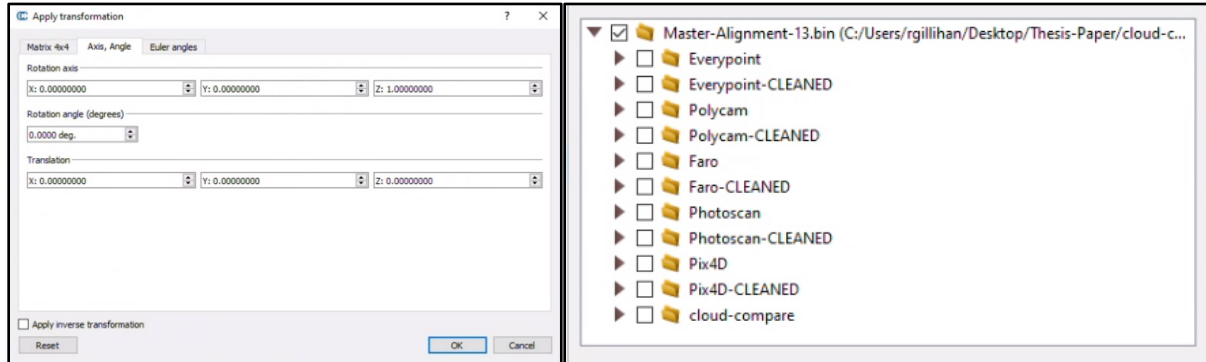 Apply transformation
? ×
Matrix 4x4 Axis, Angle Euler angles
Rotation axis
X: 0.00000000 Y: 0.00000000 Z: 1.00000000
Rotation angle (degrees)
0.0000 deg.
Translation
X: 0.00000000 Y: 0.00000000 Z: 0.00000000
Apply inverse transformation
Reset OK Cancel
Master-Alignment-13.bin (C:/Users/rgillihan/Desktop/Thesis-Paper/cloud-c...
Everypoint
Everypoint-CLEANED
Polycam
Polycam-CLEANED
Faro
Faro-CLEANED
Photoscan
Photoscan-CLEANED
Pix4D
Pix4D-CLEANED
cloud-compare